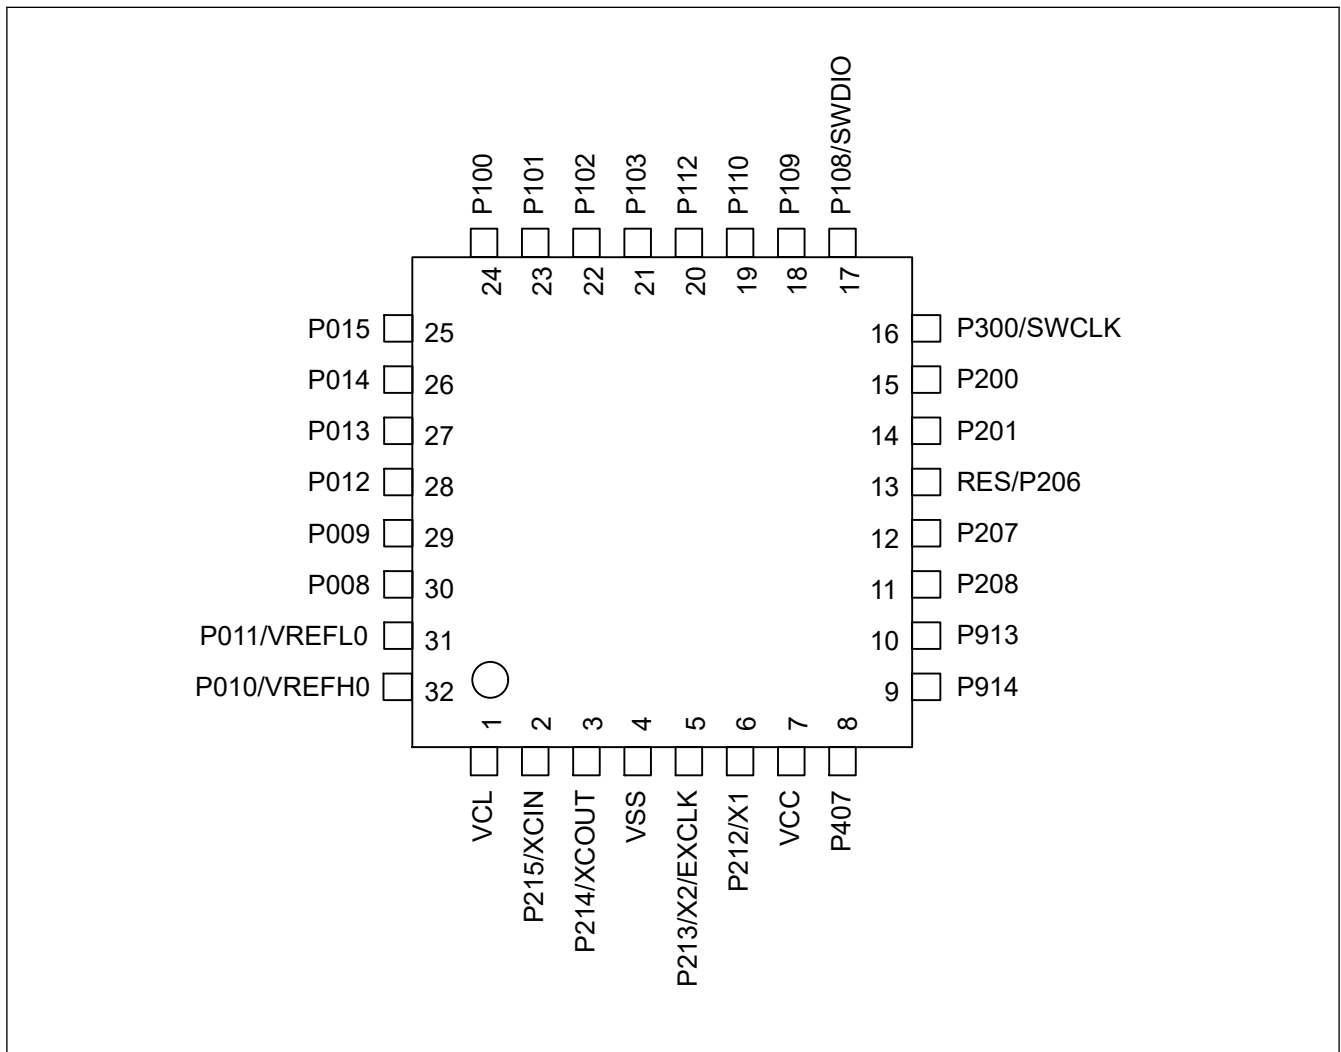 P100 P101 P102 P103 P112 P110 P109 P108/SWDIO
24 23 22 21 20 19 18 17
P015 25 16 P300/SWCLK
P014 26 15 P200
P013 27 14 P201
P012 28 13 RES/P206
P009 29 12 P207
P008 30 11 P208
P011/VREFL0 31 10 P913
P010/VREFH0 32 9 P914
1 2 3 4 5 6 7 8
VCL P215/XCIN P214/XCOUT VSS P213/X2/EXCLK P212/X1 VCC P407